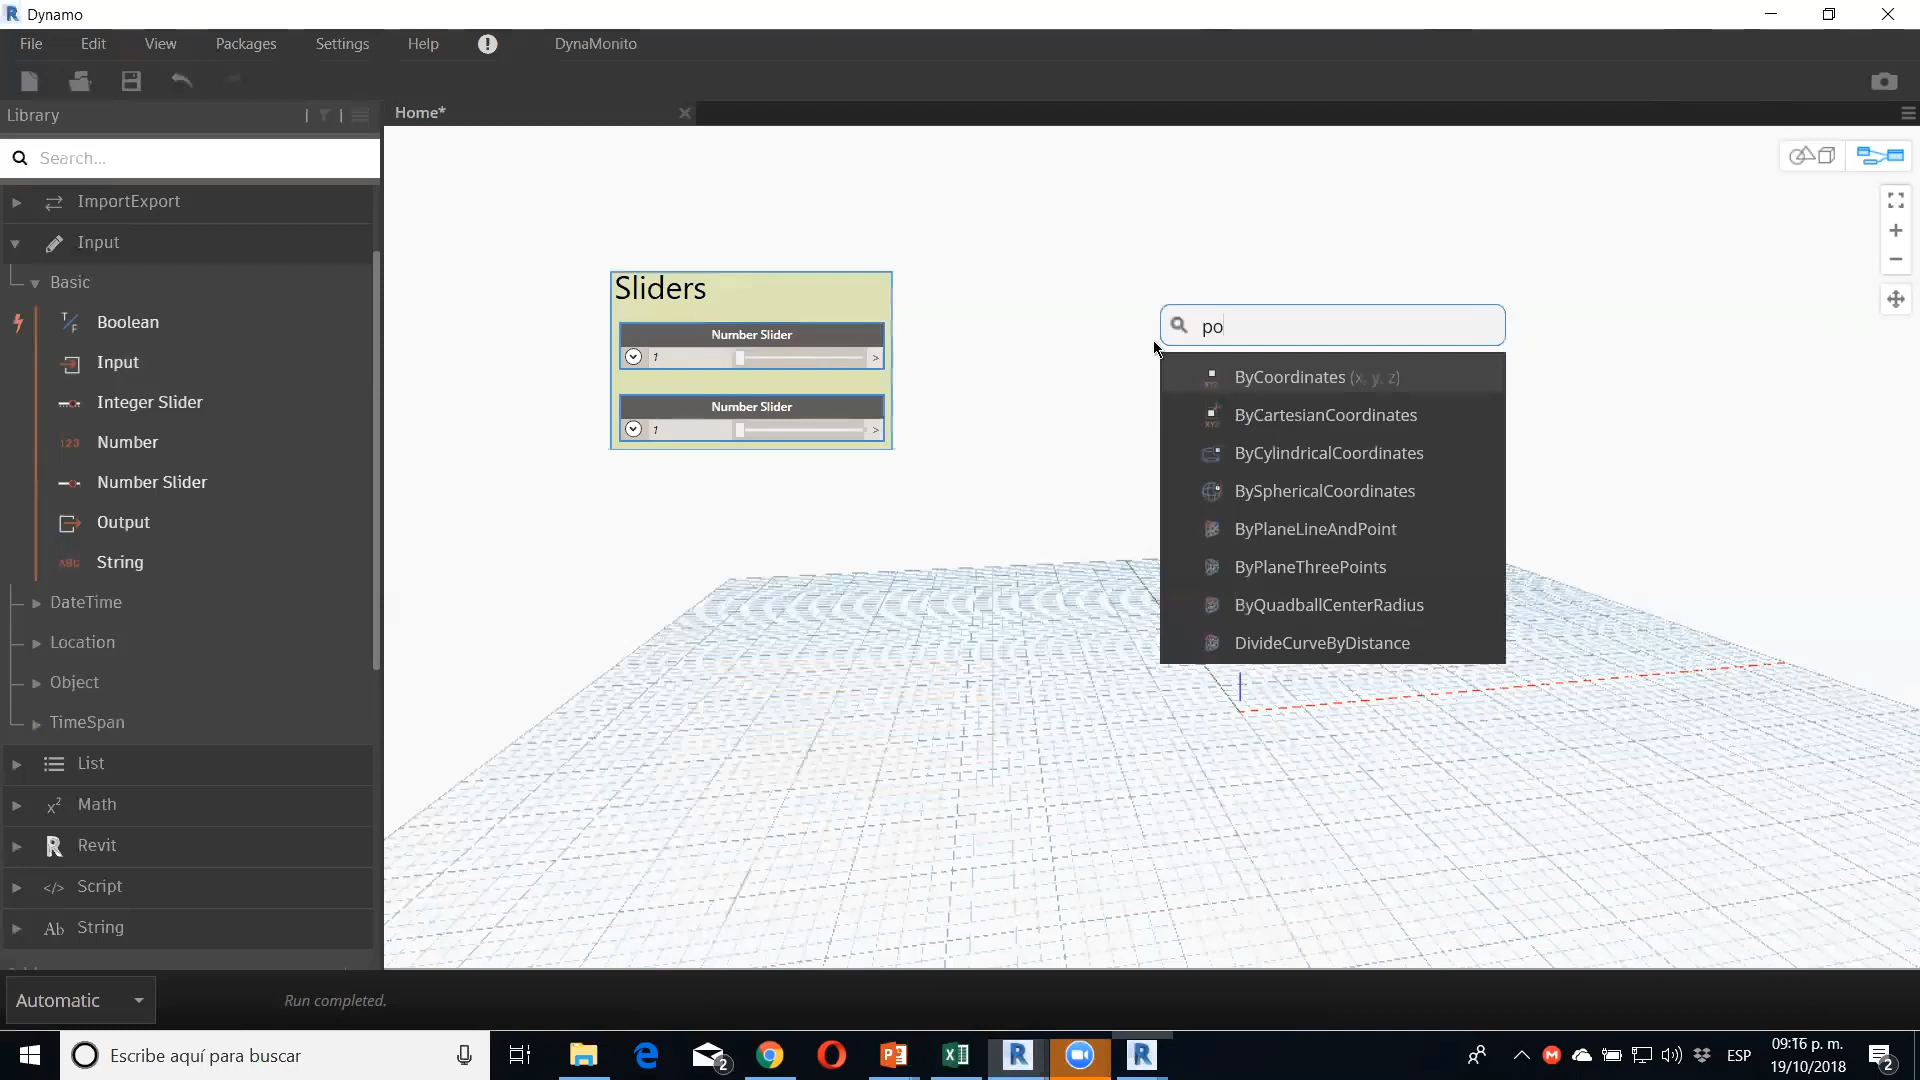 Dynamo
File Edit View Packages Settings Help DynaMonito
Library
Home*
Search...
ImportExport
Input
Basic
Boolean
Input
Integer Slider
Number
Number Slider
Output
String
DateTime
Location
Object
TimeSpan
List
Math
Revit
Script
String
Sliders
Number Slider
1 >
Number Slider
1 >
po
ByCoordinates (x, y, z)
ByCartesianCoordinates
ByCylindricalCoordinates
BySphericalCoordinates
ByPlaneLineAndPoint
ByPlaneThreePoints
ByQuadballCenterRadius
DivideCurveByDistance
Automatic
Run completed.
Escribe aquí para buscar
2
ESP
09:16 p. m.
19/10/2018
2